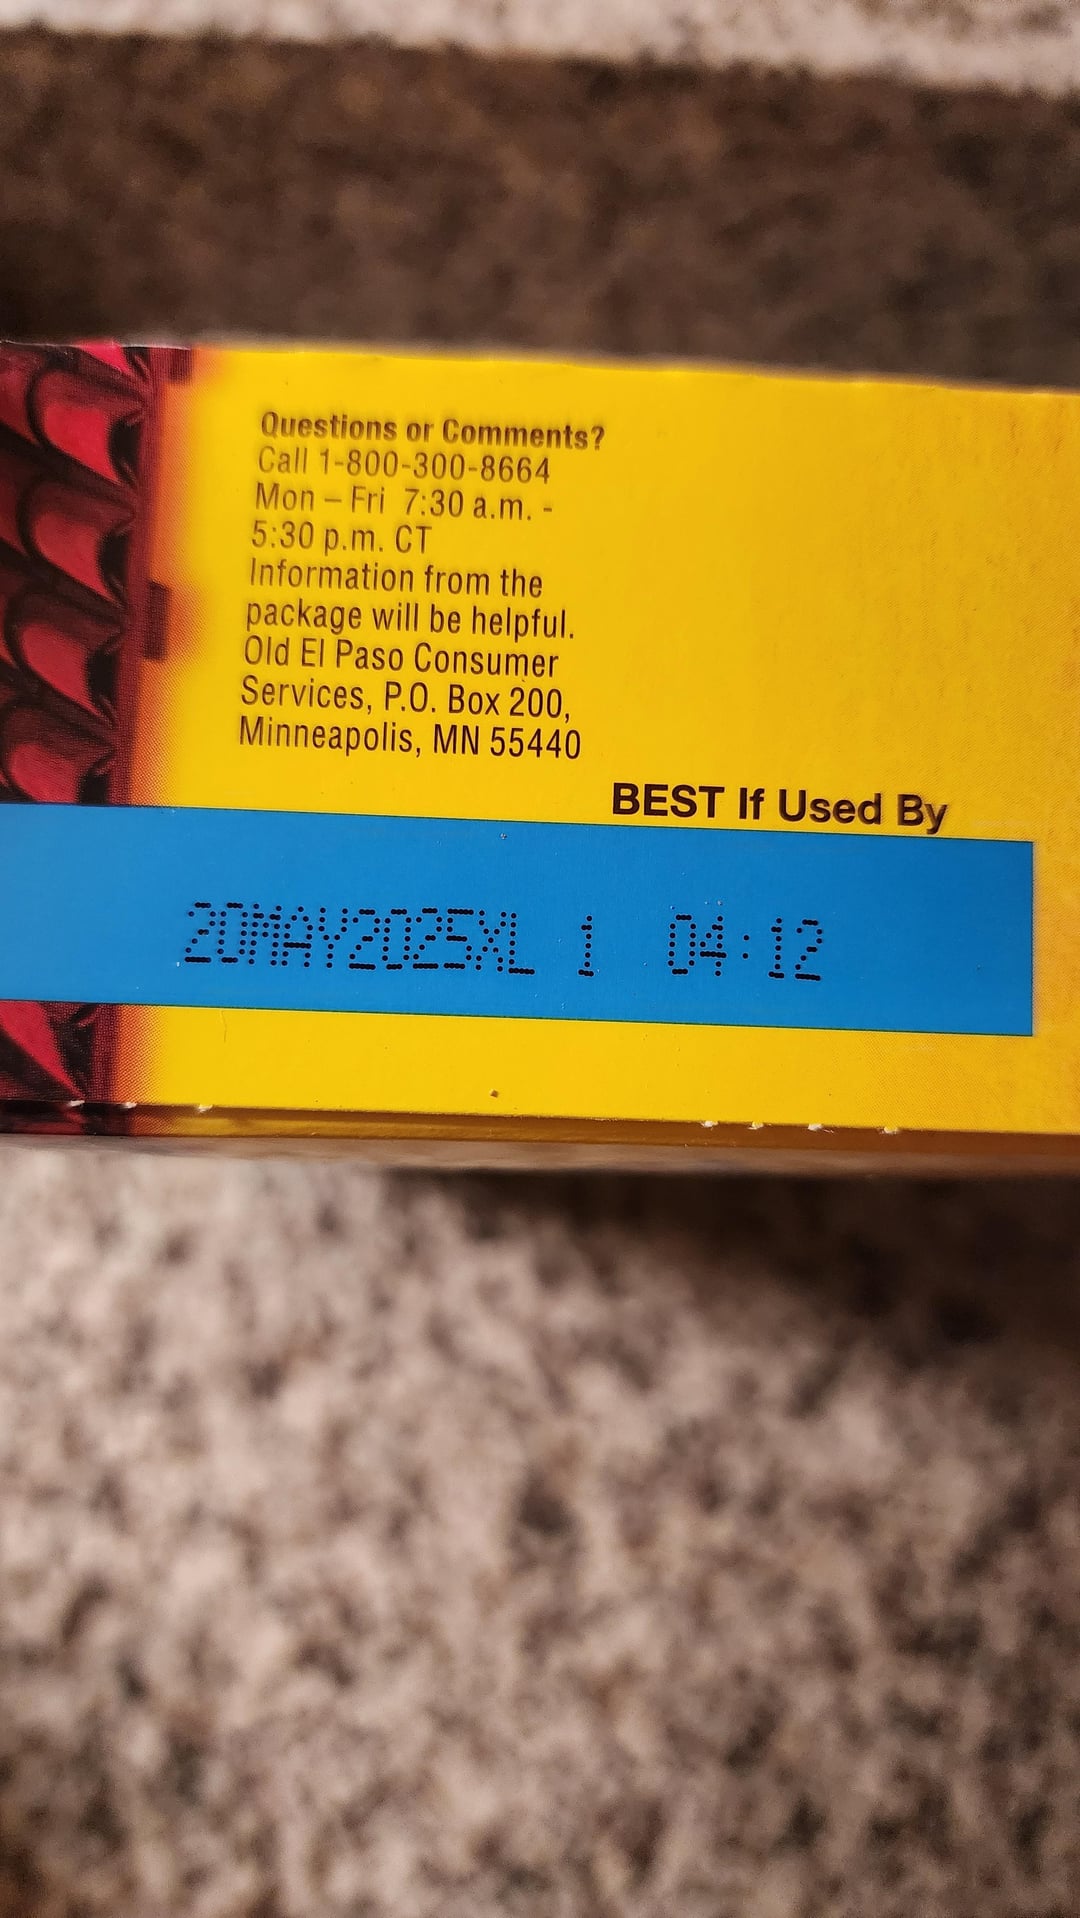 Questions or Comments?
Call 1-800-300-8664
Mon – Fri 7:30 a.m. -
5:30 p.m. CT
Information from the
package will be helpful.
Old El Paso Consumer
Services, P.O. Box 200,
Minneapolis, MN 55440
BEST If Used By
20MAY2025XL 1 04:12